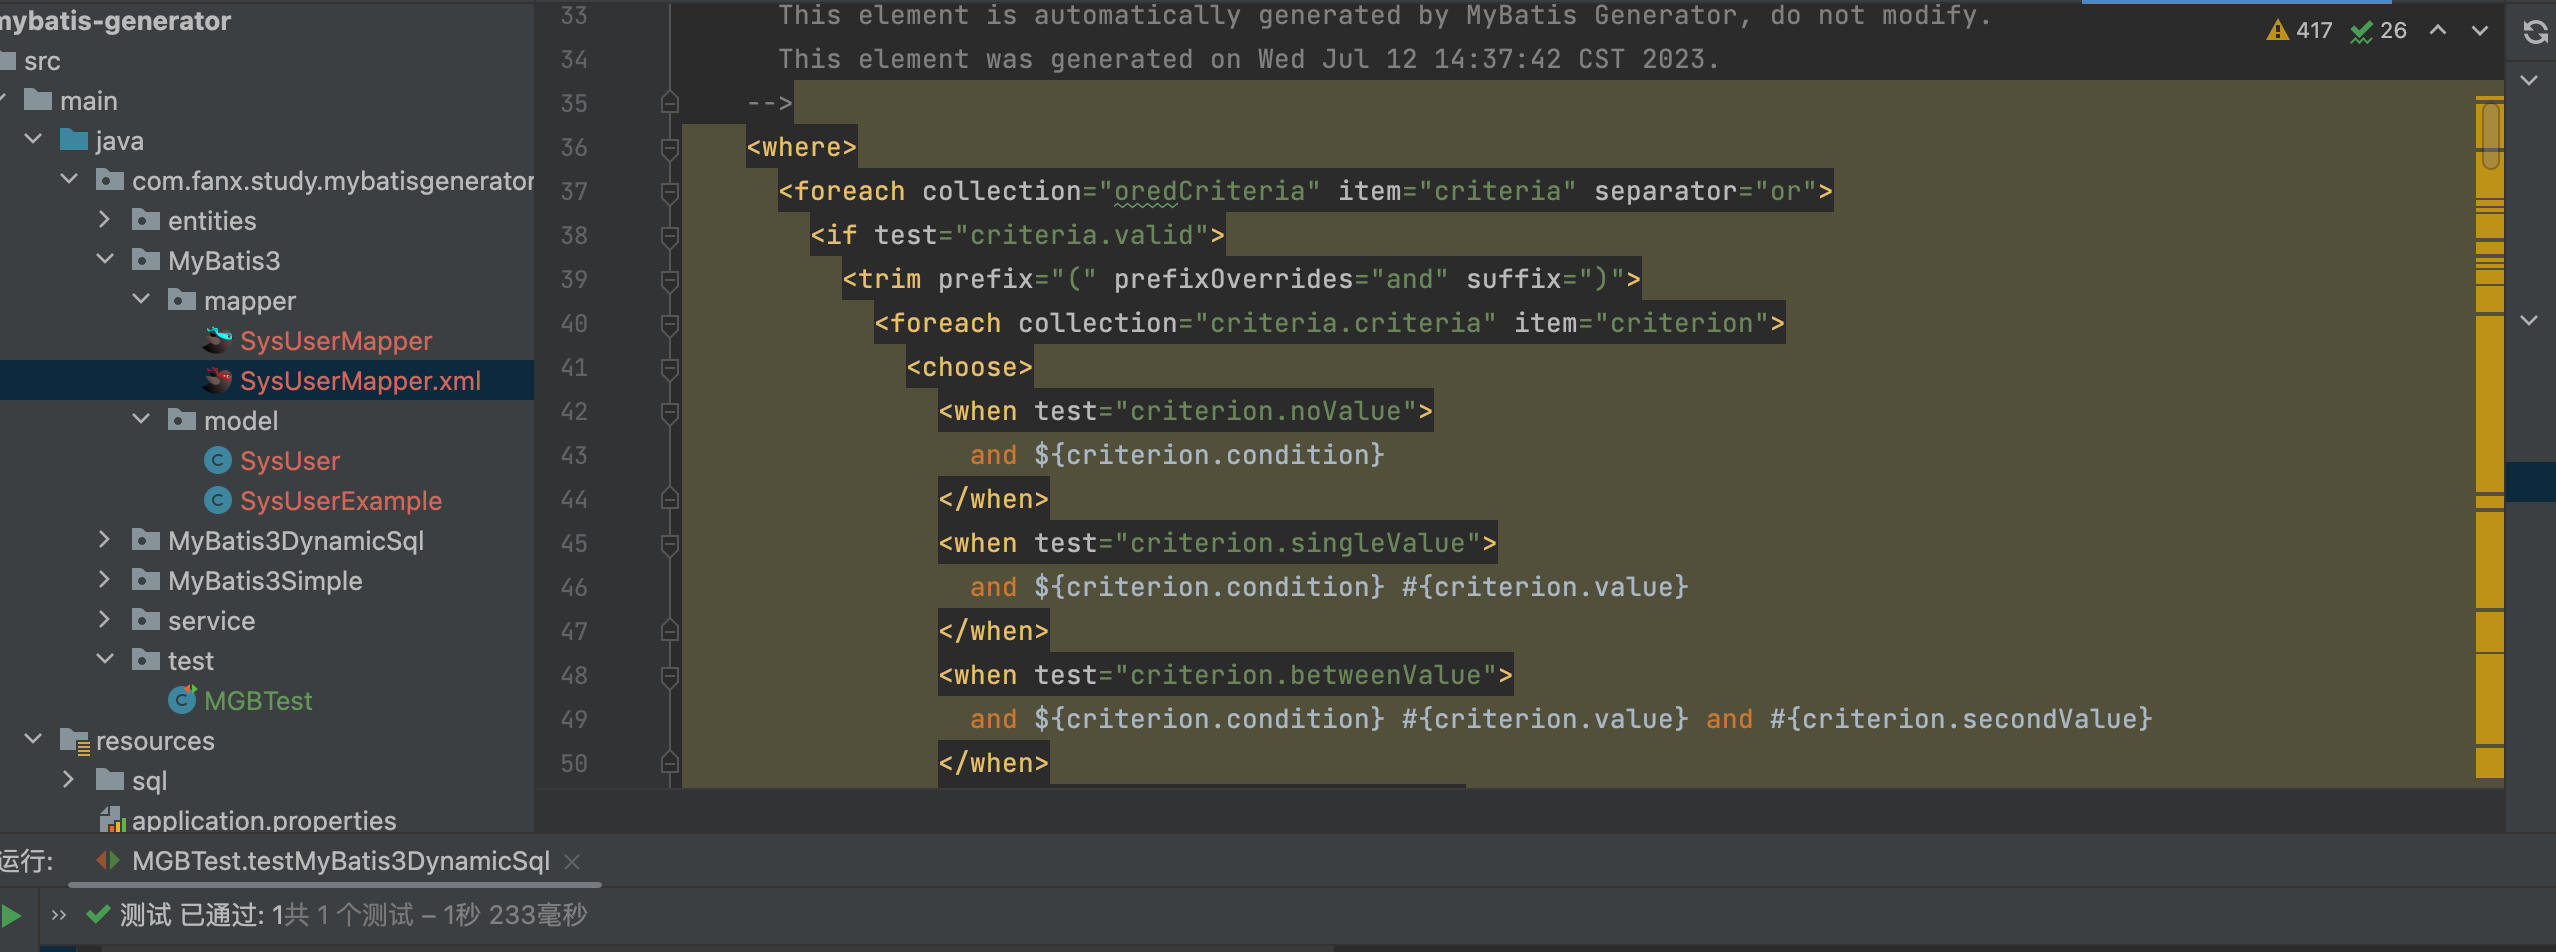 mybatis-generator
src
main
java
com.fanx.study.mybatisgenerator
entities
MyBatis3
mapper
SysUserMapper
SysUserMapper.xml
model
SysUser
SysUserExample
MyBatis3DynamicSql
MyBatis3Simple
service
test
MGBTest
resources
sql
application.properties
417 26
33 This element is automatically generated by MyBatis Generator, do not modify.
34 This element was generated on Wed Jul 12 14:37:42 CST 2023.
35 -->
36 <where>
37 <foreach collection="oredCriteria" item="criteria" separator="or">
38 <if test="criteria.valid">
39 <trim prefix="(" prefixOverrides="and" suffix=")">
40 <foreach collection="criteria.criteria" item="criterion">
41 <choose>
42 <when test="criterion.noValue">
43 and ${criterion.condition}
44 </when>
45 <when test="criterion.singleValue">
46 and ${criterion.condition} #{criterion.value}
47 </when>
48 <when test="criterion.betweenValue">
49 and ${criterion.condition} #{criterion.value} and #{criterion.secondValue}
50 </when>
运行: MGBTest.testMyBatis3DynamicSql
测试 已通过: 1共 1 个测试 – 1秒 233毫秒